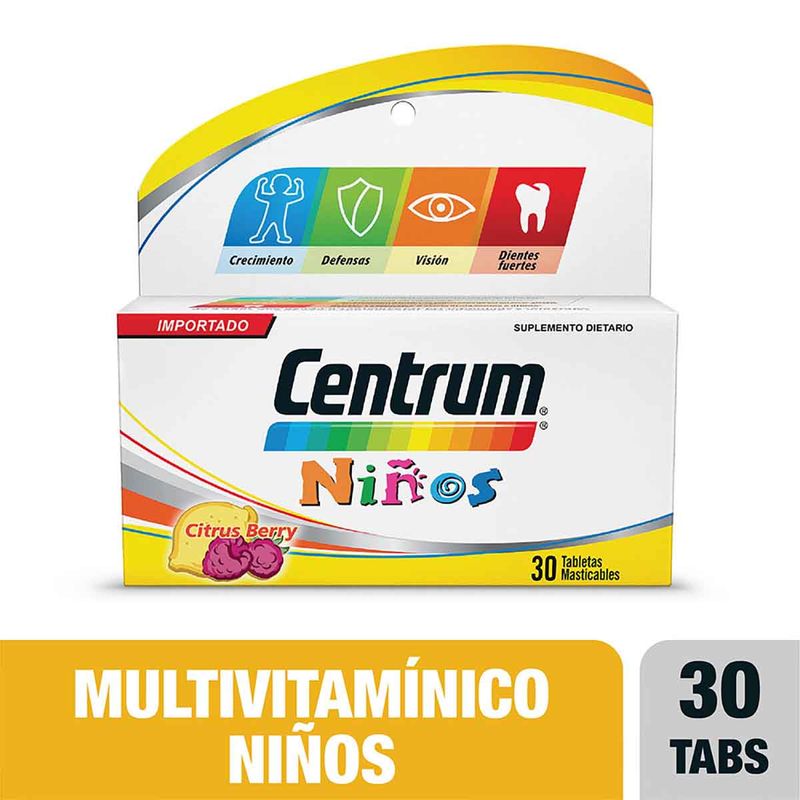 Crecimiento
Defensas
Visión
Dientes
fuertes
IMPORTADO
SUPLEMENTO DIETARIO
Centrum®
®
Niños
Citrus Berry
30 Tabletas
Masticables
MULTIVITAMÍNICO
NIÑOS
30
TABS